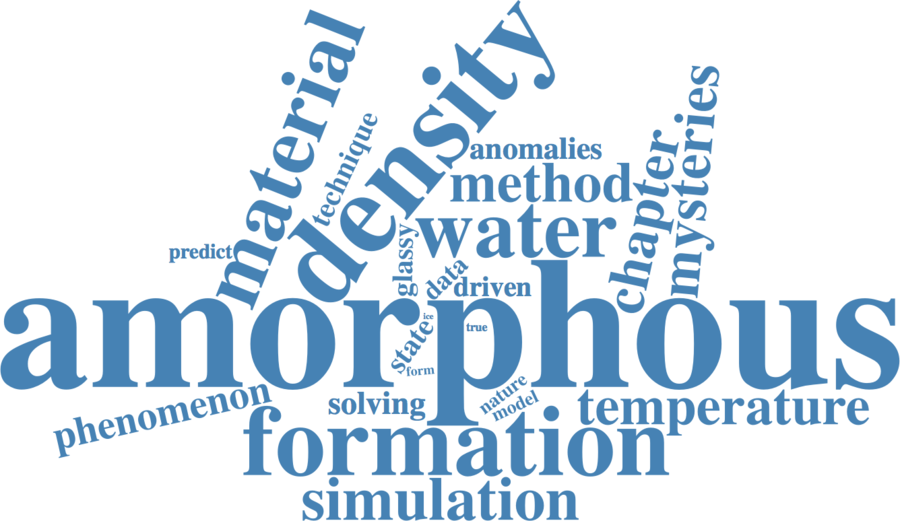 material
density
technique
anomalies
method
chapter
mysteries
water
predict
glassy
data
driven
amorphous
ice
true
state
form
phenomenon
solving
nature
model
temperature
formation
simulation